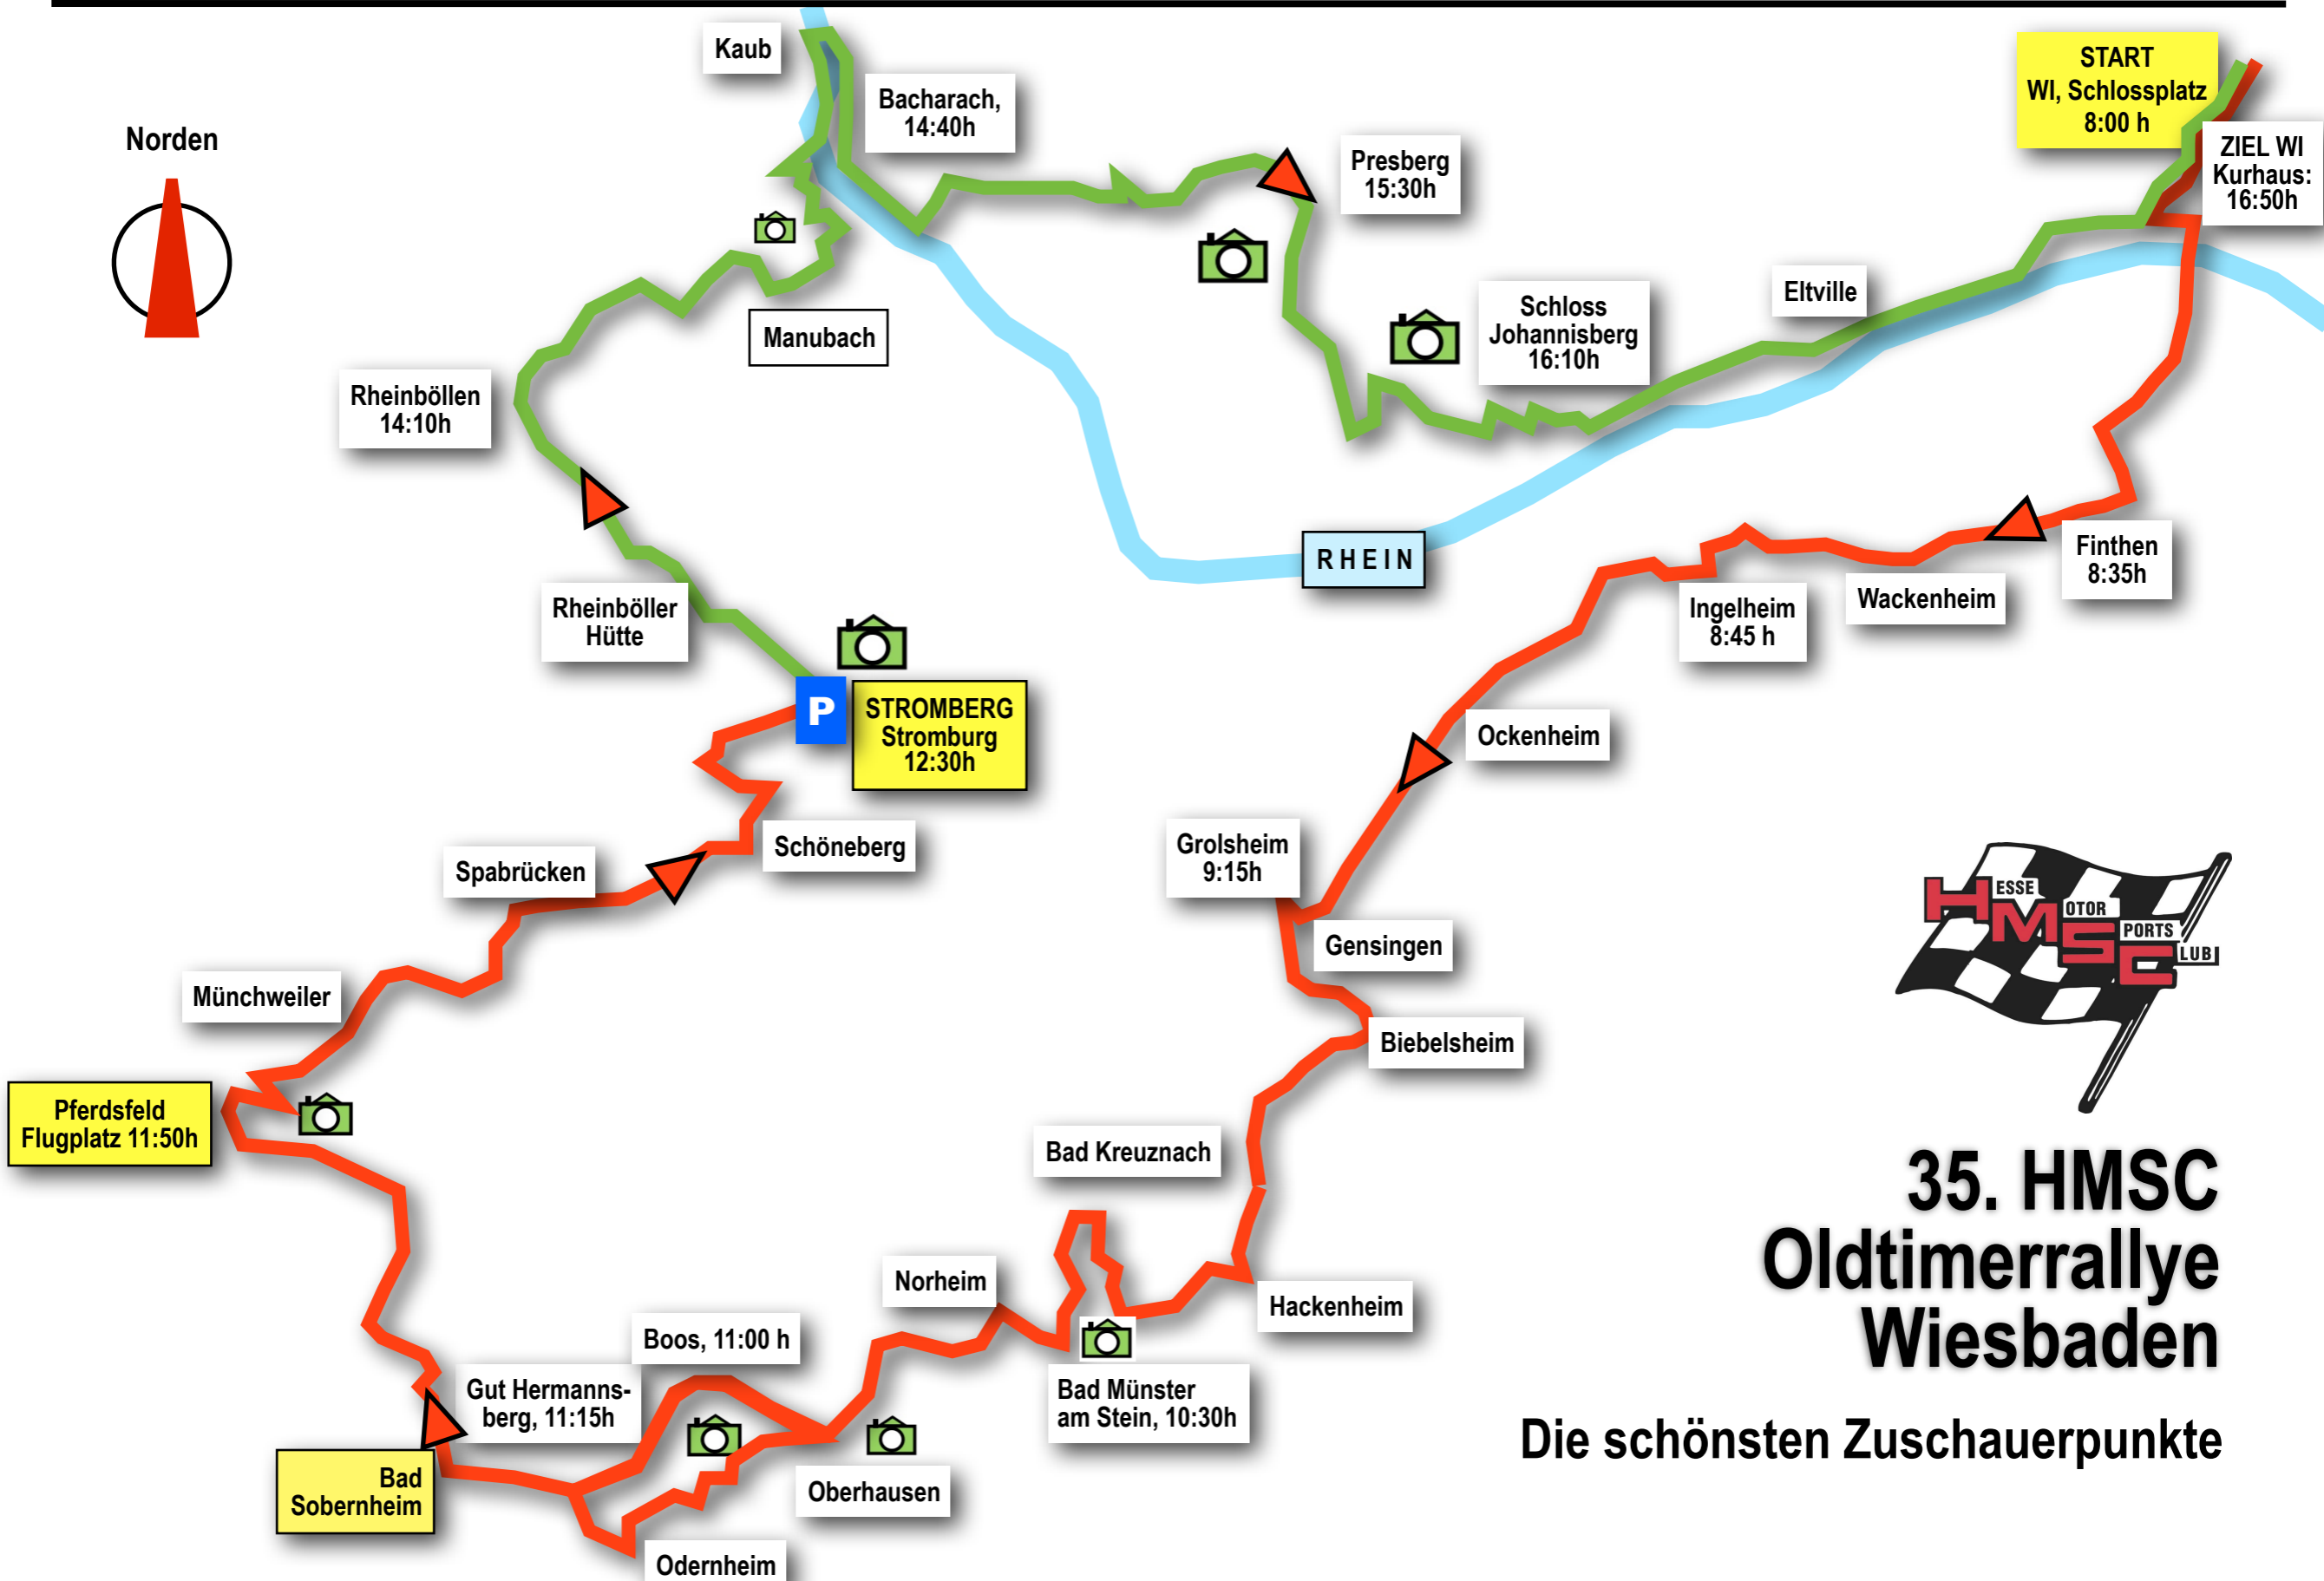 Kaub
Bacharach,
14:40h
START
WI, Schlossplatz
8:00 h
Norden
Presberg
15:30h
ZIEL WI
Kurhaus:
16:50h
Eltville
Schloss
Johannisberg
16:10h
Manubach
Rheinböllen
14:10h
RHEIN
Finthen
8:35h
Rheinböller
Hütte
Ingelheim
8:45 h
Wackenheim
P
STROMBERG
Stromburg
12:30h
Ockenheim
Schöneberg
Spabrücken
Grolsheim
9:15h
Gensingen
HESSE
MOTOR
SPORTS
CLUB
Münchweiler
Biebelsheim
Pferdsfeld
Flugplatz 11:50h
Bad Kreuznach
35. HMSC
Oldtimerrallye
Wiesbaden
Norheim
Hackenheim
Boos, 11:00 h
Gut Hermanns-
berg, 11:15h
Bad Münster
am Stein, 10:30h
Die schönsten Zuschauerpunkte
Bad
Sobernheim
Oberhausen
Odernheim